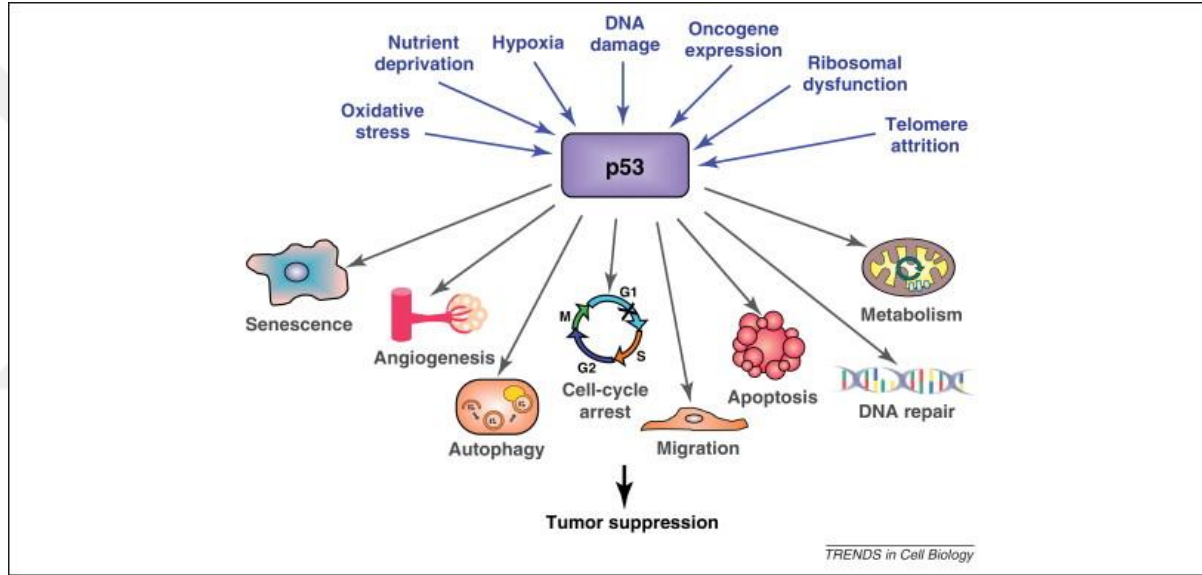 Oxidative
stress
Nutrient
deprivation
Hypoxia
DNA
damage
Oncogene
expression
Ribosomal
dysfunction
Telomere
attrition
p53
Senescence
Angiogenesis
Autophagy
G1
M
S
G2
Cell-cycle
arrest
Migration
Apoptosis
DNA repair
Metabolism
Tumor suppression
TRENDS in Cell Biology